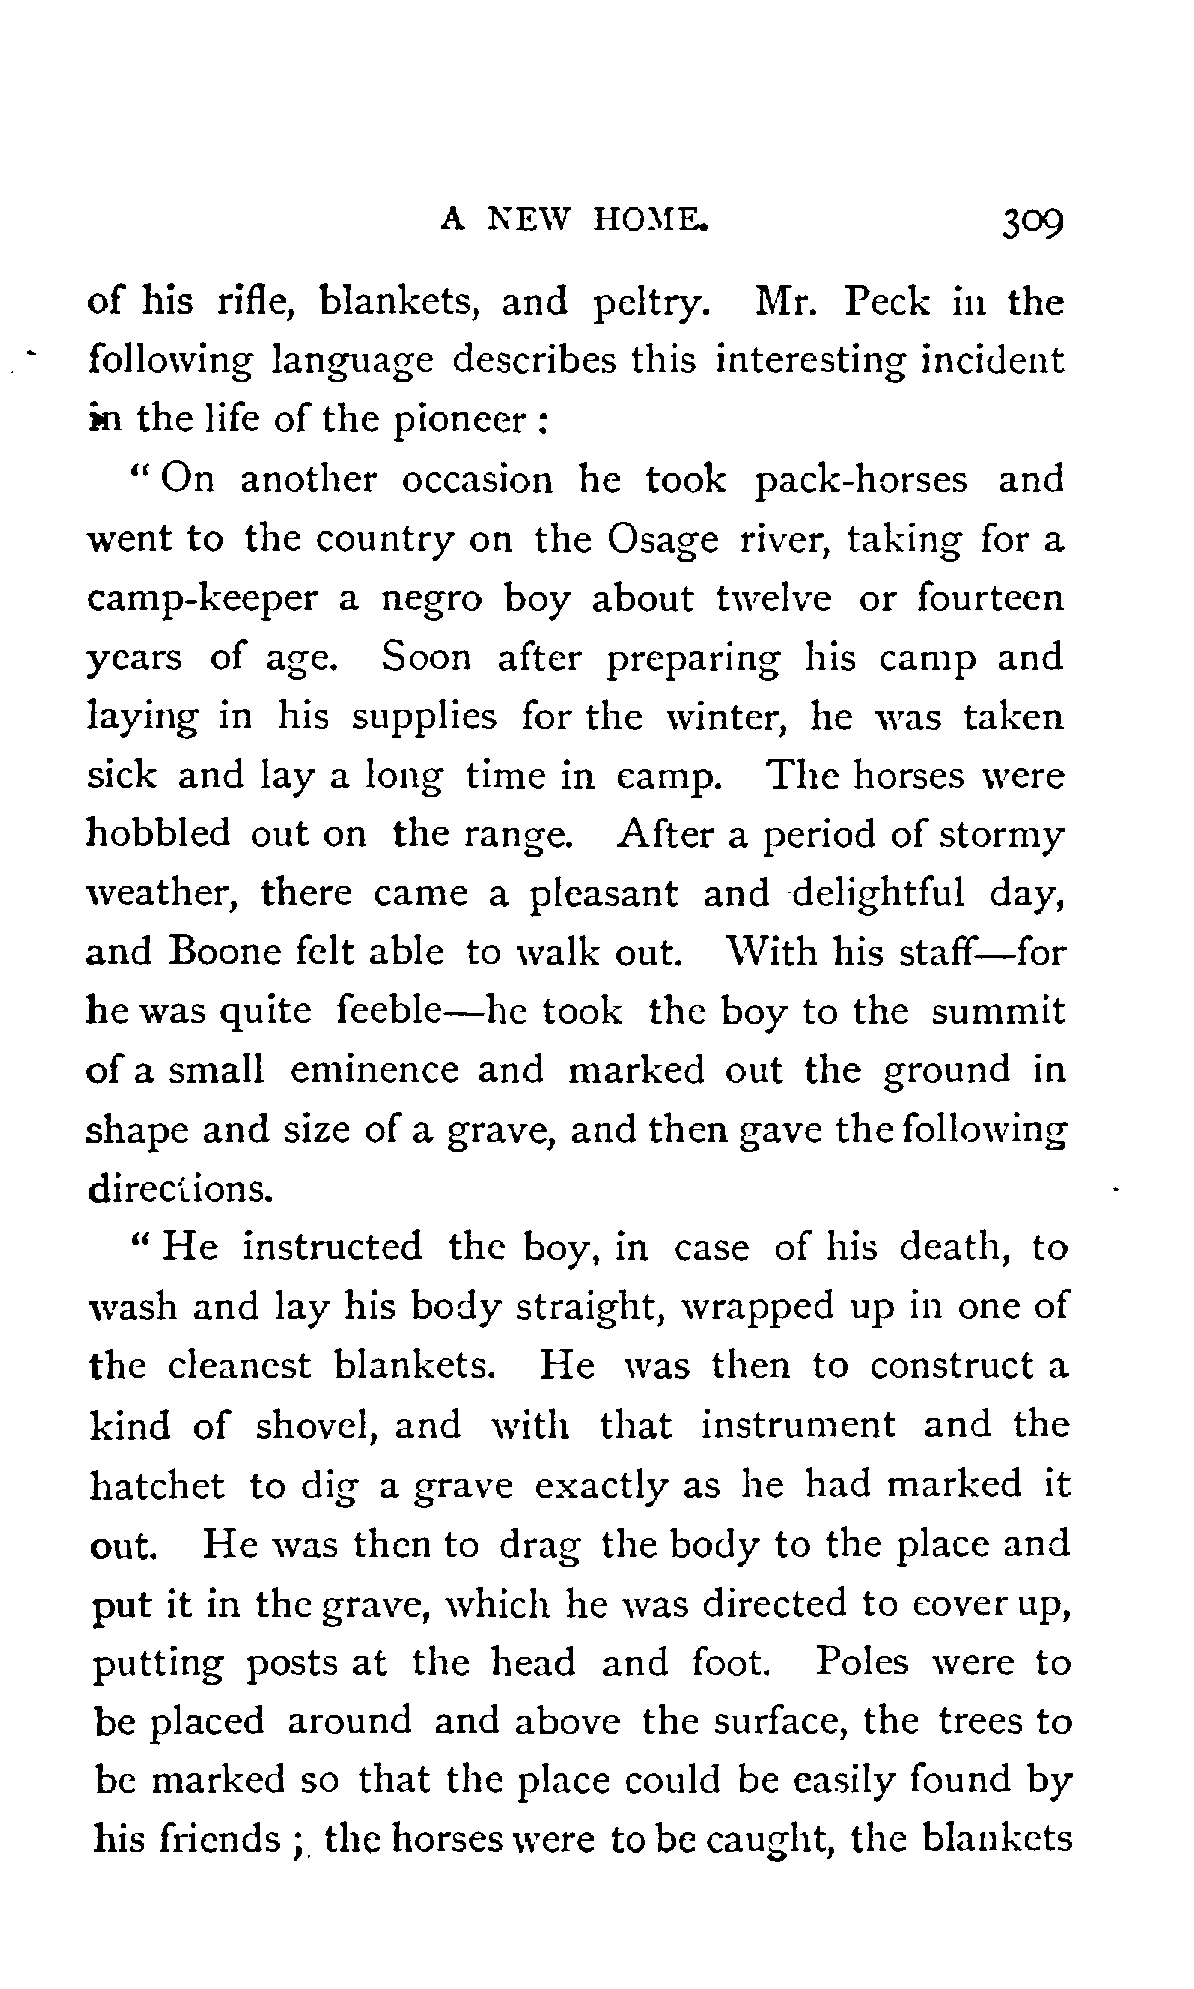 A NEW HOME. 309
of his rifle, blankets, and peltry. Mr. Peck in the
following language describes this interesting incident
in the life of the pioneer :
“ On another occasion he took pack-horses and
went to the country on the Osage river, taking for a
camp-keeper a negro boy about twelve or fourteen
years of age. Soon after preparing his camp and
laying in his supplies for the winter, he was taken
sick and lay a long time in camp. The horses were
hobbled out on the range. After a period of stormy
weather, there came a pleasant and delightful day,
and Boone felt able to walk out. With his staff—for
he was quite feeble—he took the boy to the summit
of a small eminence and marked out the ground in
shape and size of a grave, and then gave the following
directions.
“ He instructed the boy, in case of his death, to
wash and lay his body straight, wrapped up in one of
the cleanest blankets. He was then to construct a
kind of shovel, and with that instrument and the
hatchet to dig a grave exactly as he had marked it
out. He was then to drag the body to the place and
put it in the grave, which he was directed to cover up,
putting posts at the head and foot. Poles were to
be placed around and above the surface, the trees to
be marked so that the place could be easily found by
his friends ; the horses were to be caught, the blankets